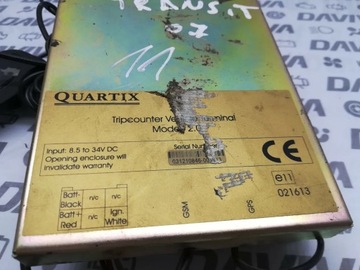 TRANSIT
07
11
QUARTIX
Tripcounter Terminal
Model 2.0
Input: 8.5 to 34V DC
Opening enclosure will
invalidate warranty
Serial Number
CE
Batt- Black n/c n/c
Batt+ Red n/c Ign. White
GSM
GPS
e11
021613
DAVINA